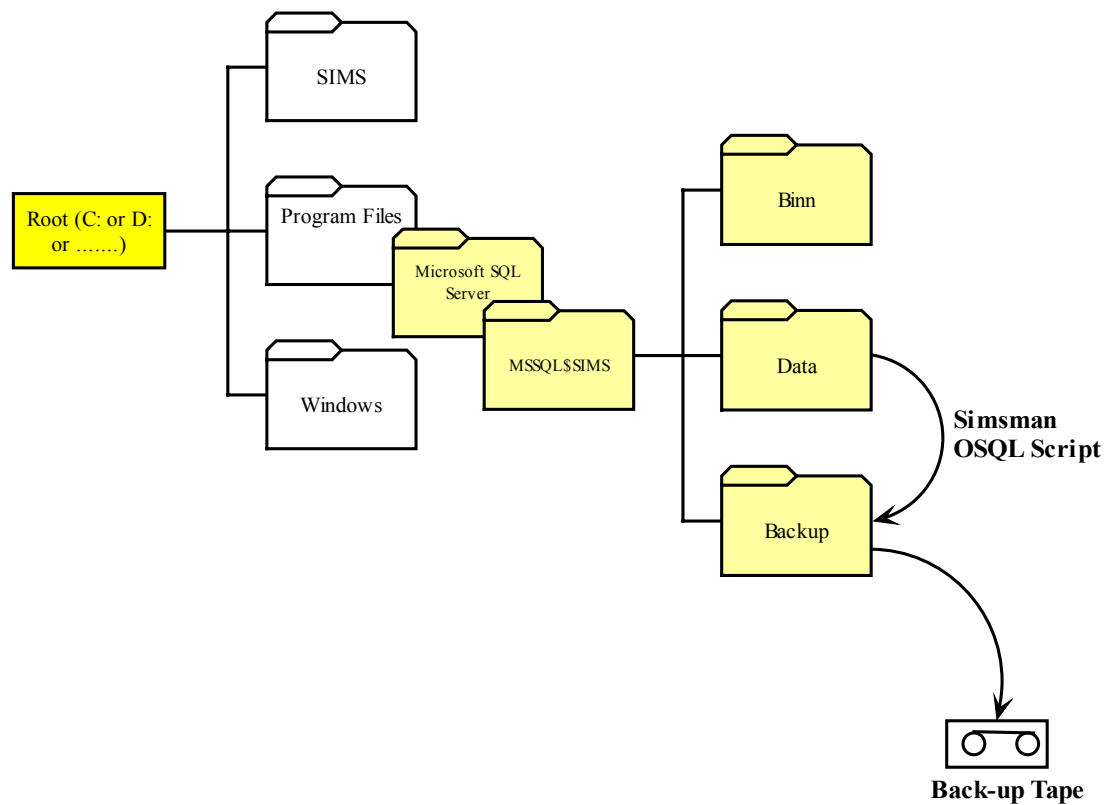 SIMS
Root (C: or D:
or .......)
Program Files
Microsoft SQL
Server
MSSQL$SIMS
Windows
Binn
Data
Simsman
OSQL Script
Backup
Back-up Tape